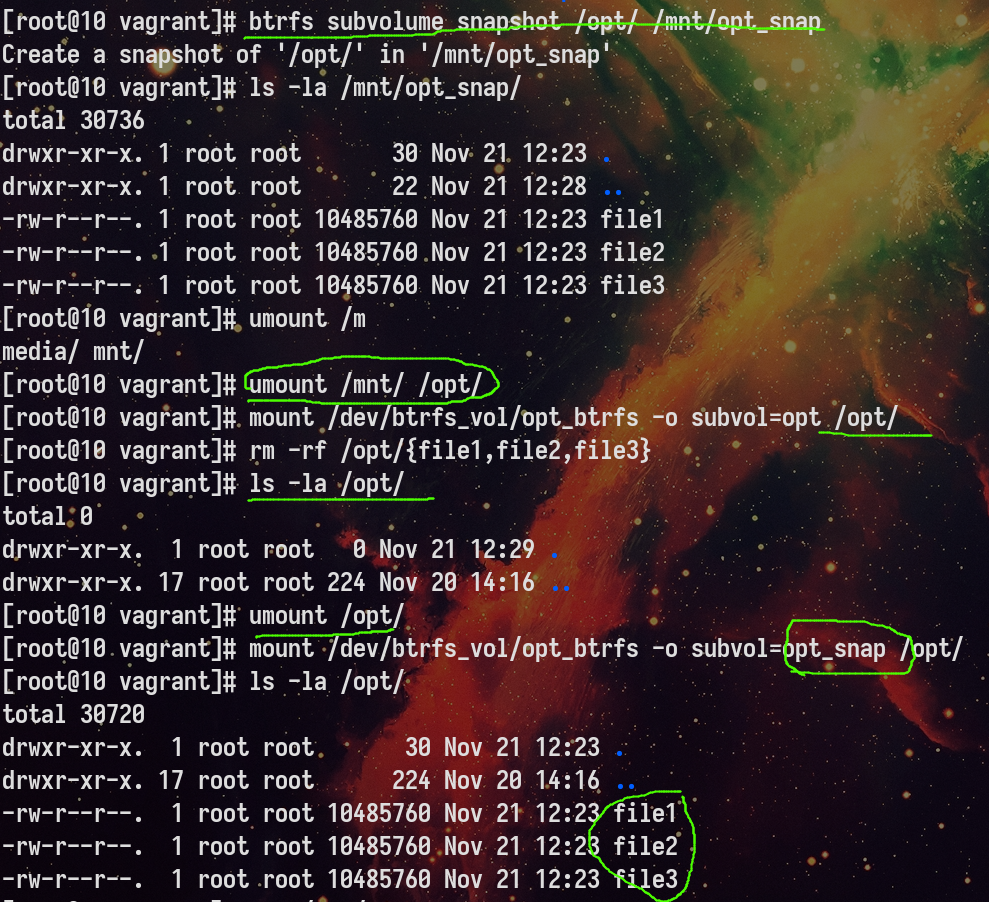 [root@10 vagrant]# btrfs subvolume snapshot /opt/ /mnt/opt_snap
Create a snapshot of '/opt/' in '/mnt/opt_snap'
[root@10 vagrant]# ls -la /mnt/opt_snap/
total 30736
drwxr-xr-x. 1 root root       30 Nov 21 12:23 .
drwxr-xr-x. 1 root root       22 Nov 21 12:28 ..
-rw-r--r--. 1 root root 10485760 Nov 21 12:23 file1
-rw-r--r--. 1 root root 10485760 Nov 21 12:23 file2
-rw-r--r--. 1 root root 10485760 Nov 21 12:23 file3
[root@10 vagrant]# umount /m
media/ mnt/
[root@10 vagrant]# umount /mnt/ /opt/
[root@10 vagrant]# mount /dev/btrfs_vol/opt_btrfs -o subvol=opt /opt/
[root@10 vagrant]# rm -rf /opt/{file1,file2,file3}
[root@10 vagrant]# ls -la /opt/
total 0
drwxr-xr-x.  1 root root   0 Nov 21 12:29 .
drwxr-xr-x. 17 root root 224 Nov 20 14:16 ..
[root@10 vagrant]# umount /opt/
[root@10 vagrant]# mount /dev/btrfs_vol/opt_btrfs -o subvol=opt_snap /opt/
[root@10 vagrant]# ls -la /opt/
total 30720
drwxr-xr-x.  1 root root       30 Nov 21 12:23 .
drwxr-xr-x. 17 root root      224 Nov 20 14:16 ..
-rw-r--r--.  1 root root 10485760 Nov 21 12:23 file1
-rw-r--r--.  1 root root 10485760 Nov 21 12:23 file2
-rw-r--r--.  1 root root 10485760 Nov 21 12:23 file3